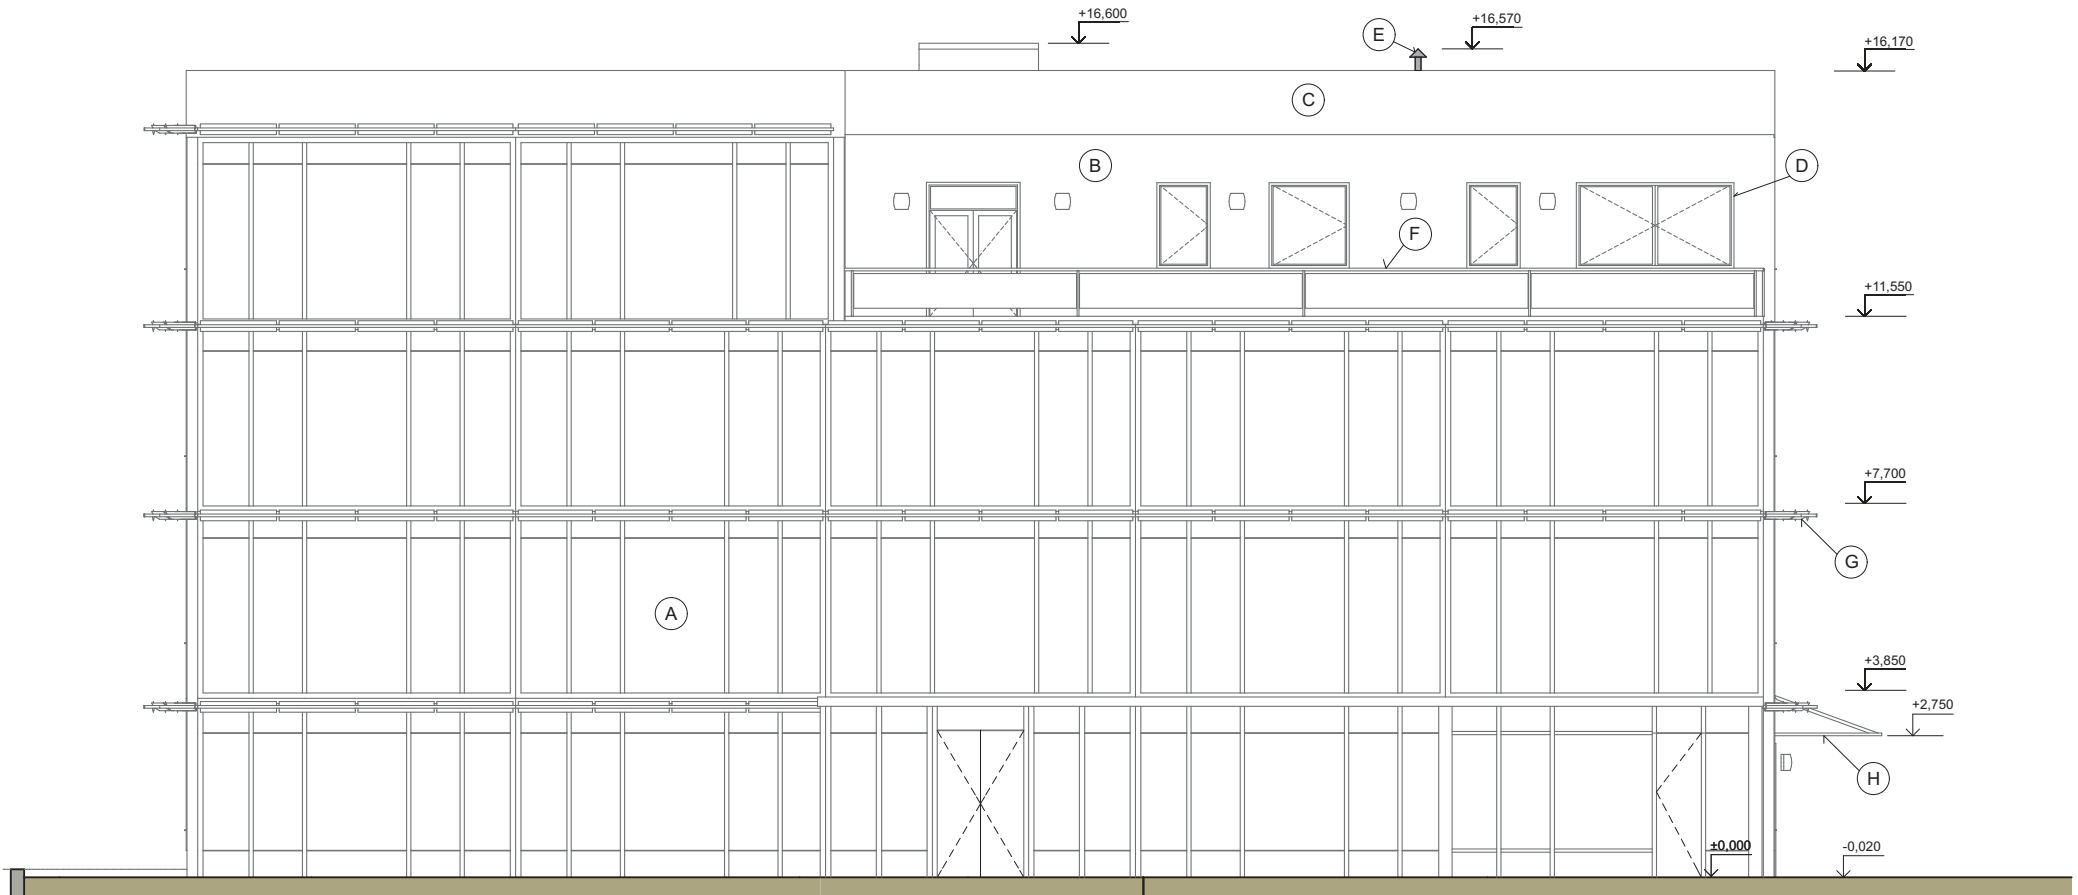 +16,600
E
+16,570
+16,170
C
B
D
F
+11,550
+7,700
G
A
+3,850
+2,750
H
±0,000
-0,020